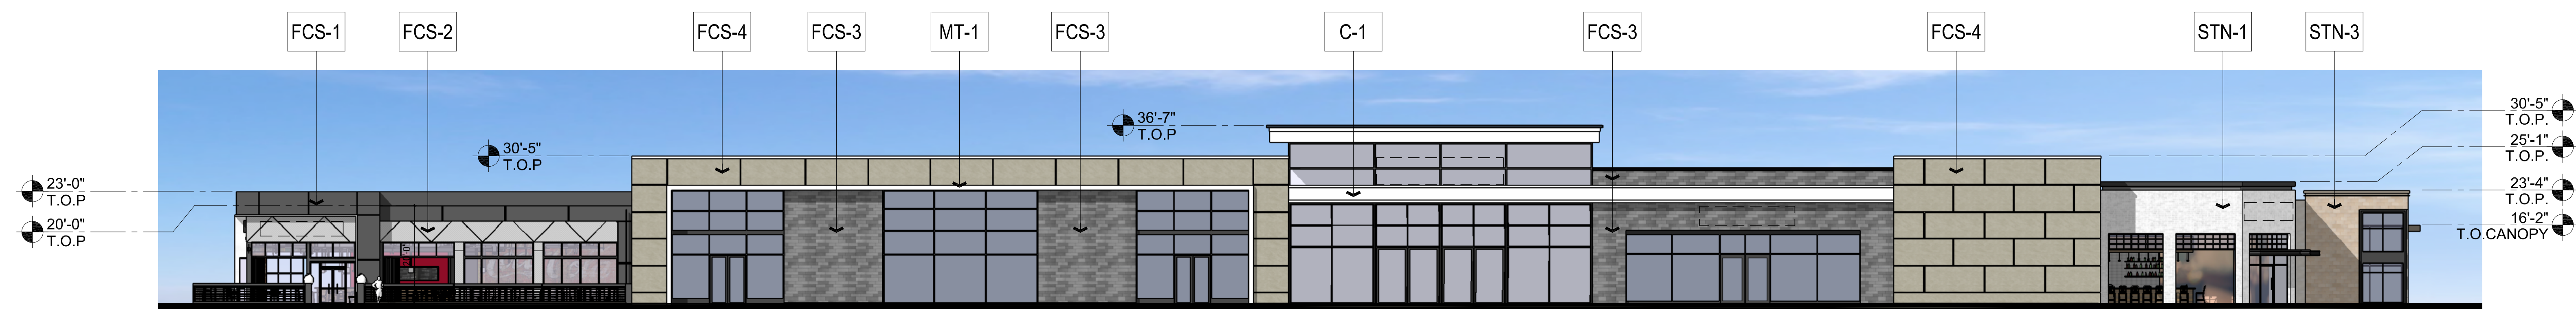 FCS-1
FCS-2
FCS-4
FCS-3
MT-1
FCS-3
C-1
FCS-3
FCS-4
STN-1
STN-3
36'-7"
T.O.P
30'-5"
T.O.P
23'-0"
T.O.P
20'-0"
T.O.P
30'-5"
T.O.P.
25'-1"
T.O.P.
23'-4"
T.O.P.
16'-2"
T.O.CANOPY